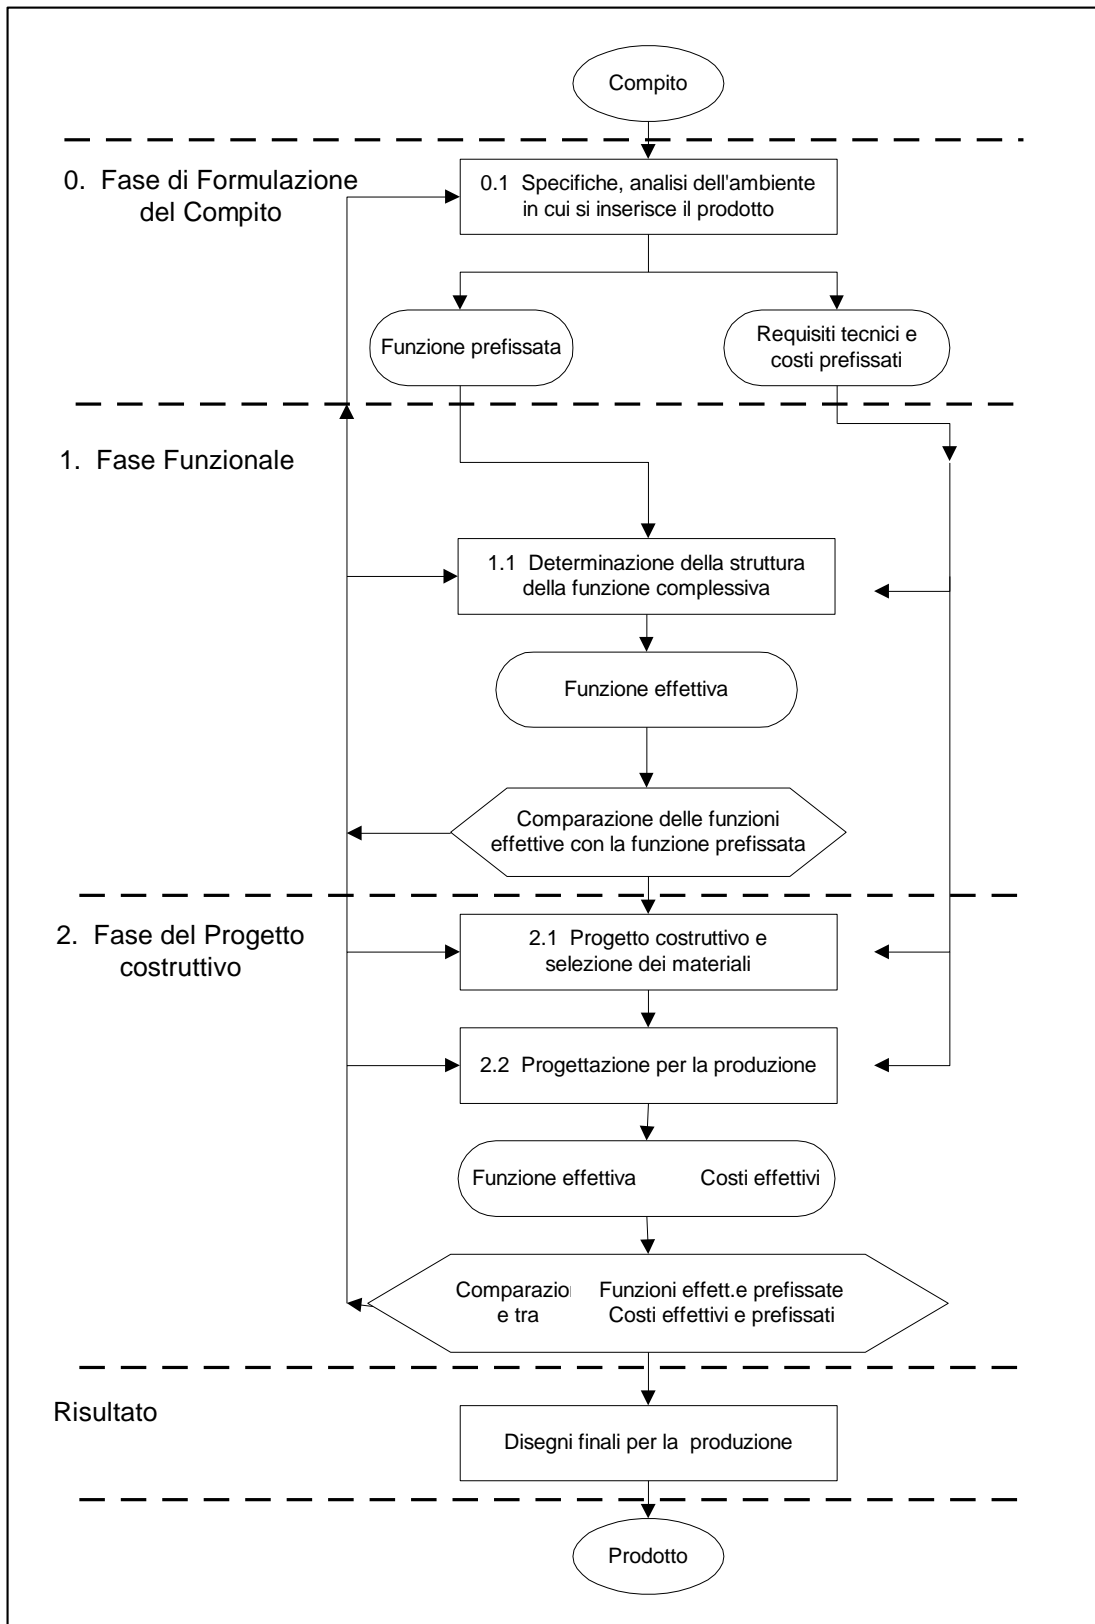 Compito
0. Fase di Formulazione
del Compito
0.1 Specifiche, analisi dell'ambiente
in cui si inserisce il prodotto
Funzione prefissata
Requisiti tecnici e
costi prefissati
1. Fase Funzionale
1.1 Determinazione della struttura
della funzione complessiva
Funzione effettiva
Comparazione delle funzioni
effettive con la funzione prefissata
2. Fase del Progetto
costruttivo
2.1 Progetto costruttivo e
selezione dei materiali
2.2 Progettazione per la produzione
Funzione effettiva Costi effettivi
Comparazion Funzioni effett.e prefissate
e tra Costi effettivi e prefissati
Risultato
Disegni finali per la produzione
Prodotto